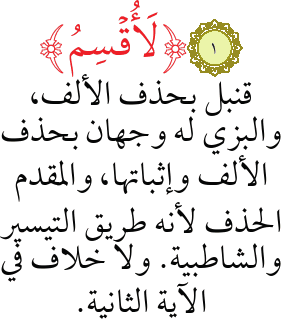 ١ ﴿لَأُقۡسِمُ﴾
قنبل بحذف الألف،
والبزي له وجهان بحذف
الألف وإثباتها، والمقدم
الحذف لأنه طريق التيسير
والشاطبية. ولا خلاف في
الآية الثانية.